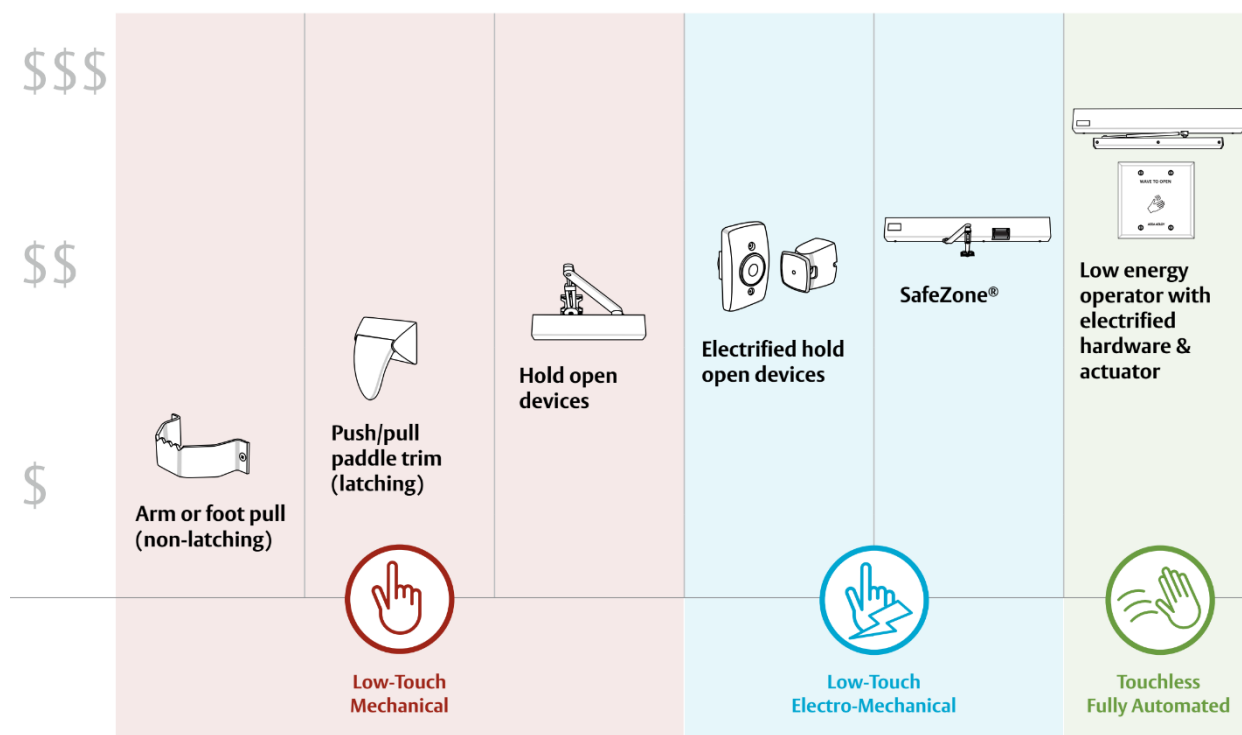 $$$
$$
$
Arm or foot pull
(non-latching)
Push/pull
paddle trim
(latching)
Hold open
devices
Electrified hold
open devices
SafeZone®
WAVE TO OPEN
Low energy
operator with
electrified
hardware &
actuator
Low-Touch
Mechanical
Low-Touch
Electro-Mechanical
Touchless
Fully Automated